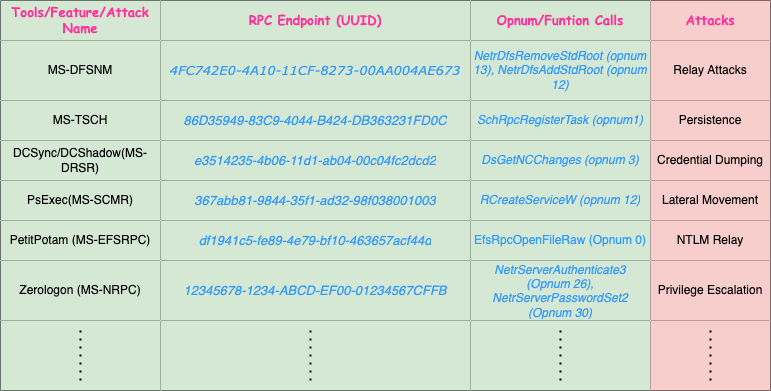 Tools/Feature/Attack
Name
RPC Endpoint (UUID)
Opnum/Funtion Calls
Attacks
MS-DFSNM
4FC742E0-4A10-11CF-8273-00AA004AE673
NetrDfsRemoveStdRoot (opnum
13), NetrDfsAddStdRoot (opnum
12)
Relay Attacks
MS-TSCH
86D35949-83C9-4044-B424-DB363231FD0C
SchRpcRegisterTask (opnum1)
Persistence
DCSync/DCShadow(MS-
DRSR)
e3514235-4b06-11d1-ab04-00c04fc2dcd2
DsGetNCChanges (opnum 3)
Credential Dumping
PsExec(MS-SCMR)
367abb81-9844-35f1-ad32-98f038001003
RCreateServiceW (opnum 12)
Lateral Movement
PetitPotam (MS-EFSRPC)
df1941c5-fe89-4e79-bf10-463657acf44d
EfsRpcOpenFileRaw (Opnum 0)
NTLM Relay
Zerologon (MS-NRPC)
12345678-1234-ABCD-EF00-01234567CFFB
NetrServerAuthenticate3
(Opnum 26),
NetrServerPasswordSet2
(Opnum 30)
Privilege Escalation